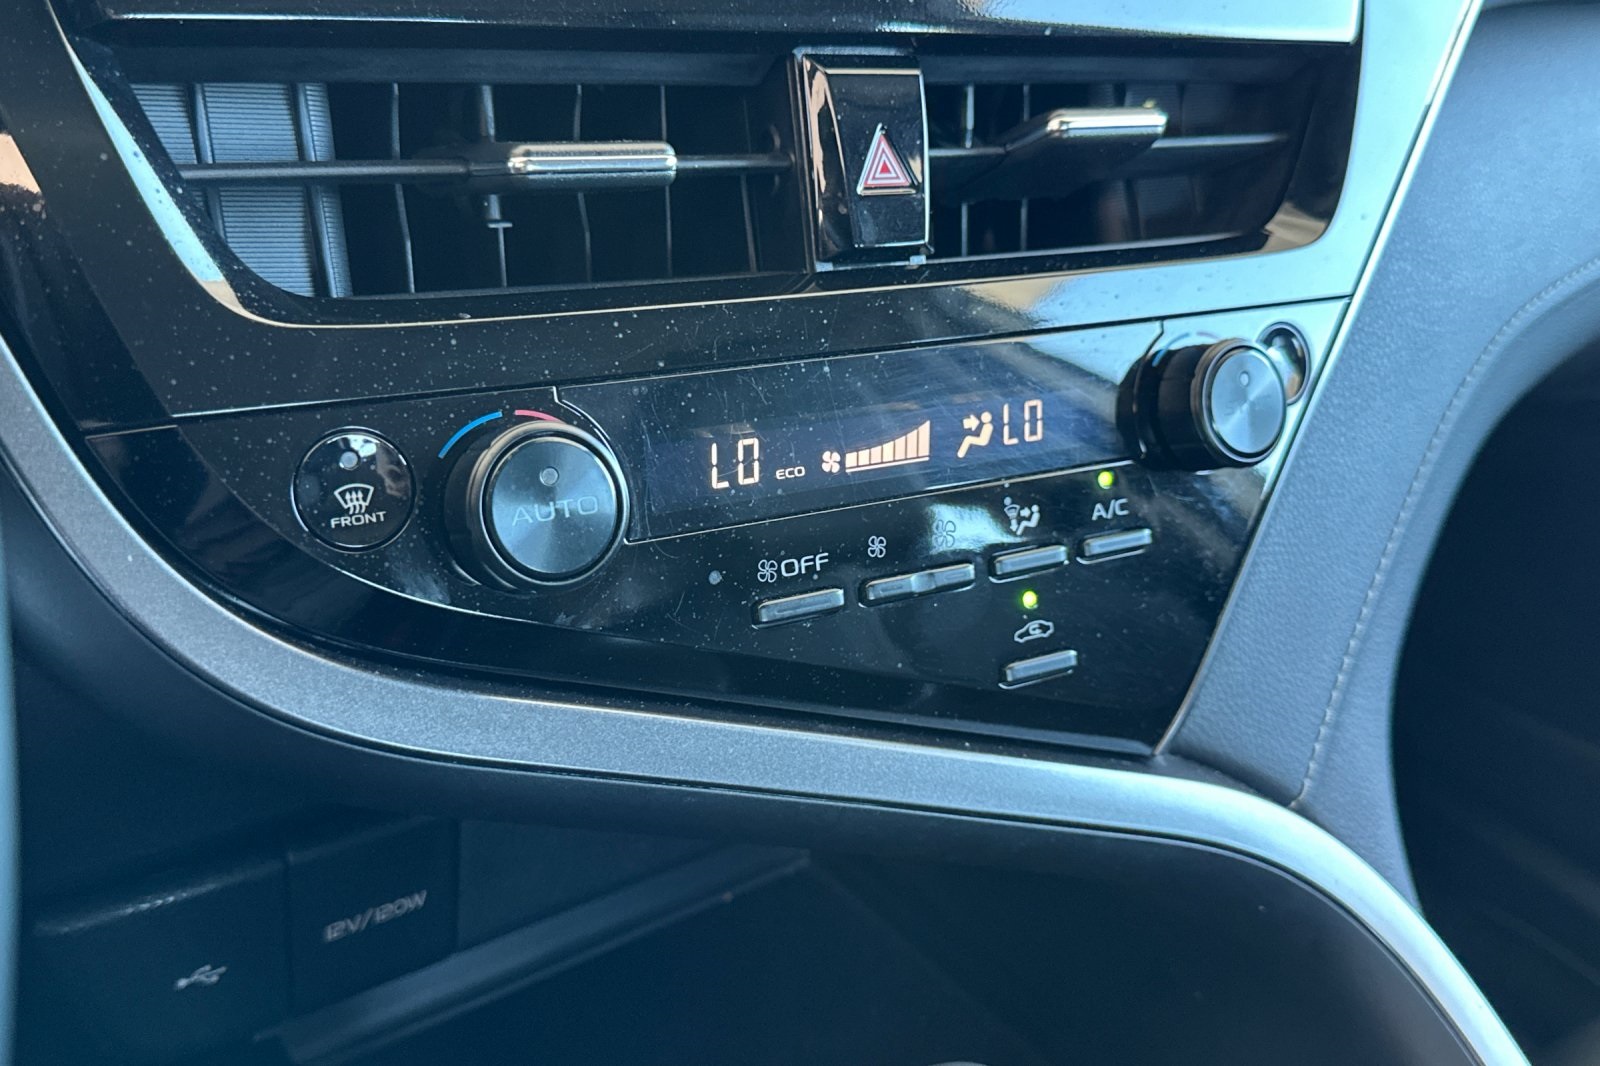 LO ECO LO
FRONT
AUTO
OFF
A/C
12V/120W